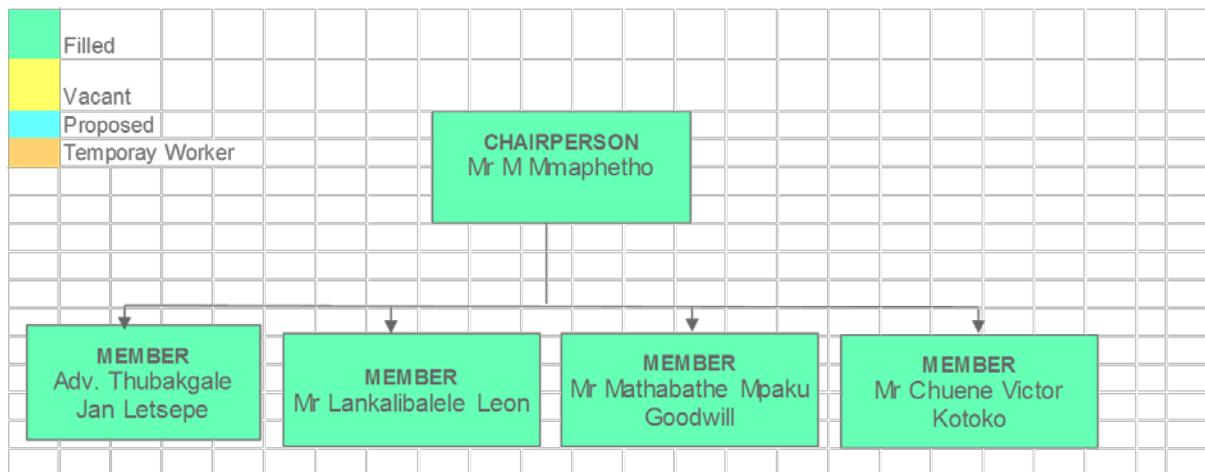 Filled
Vacant
Proposed
Temporay Worker
CHAIRPERSON
Mr M Mmaphetho
MEMBER
Adv. Thubakgale
Jan Letsepe
MEMBER
Mr Lankalibalele Leon
MEMBER
Mr Mathabathe Mpaku
Goodwill
MEMBER
Mr Chuene Victor
Kotoko